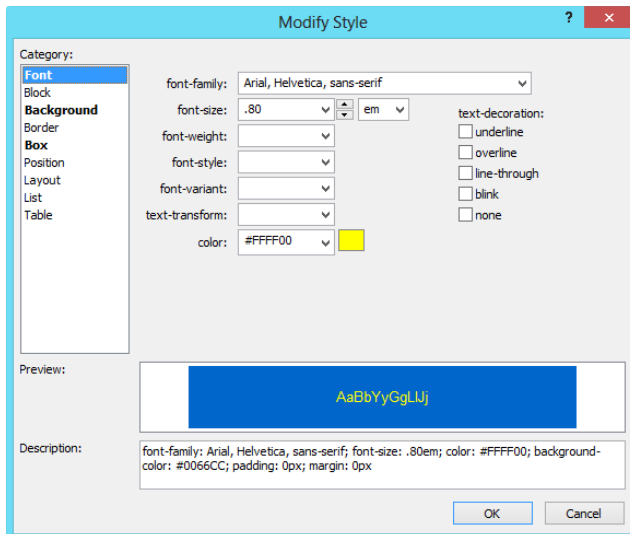 Modify Style
?
Category:
Font
Block
Background
Border
Box
Position
Layout
List
Table
font-family: Arial, Helvetica, sans-serif
font-size: .80 em
font-weight:
font-style:
font-variant:
text-transform:
color: #FFFF00
text-decoration:
underline
overline
line-through
blink
none
Preview:
AaBbYyGgLlJj
Description:
font-family: Arial, Helvetica, sans-serif; font-size: .80em; color: #FFFF00; background-
color: #0066CC; padding: 0px; margin: 0px
OK Cancel